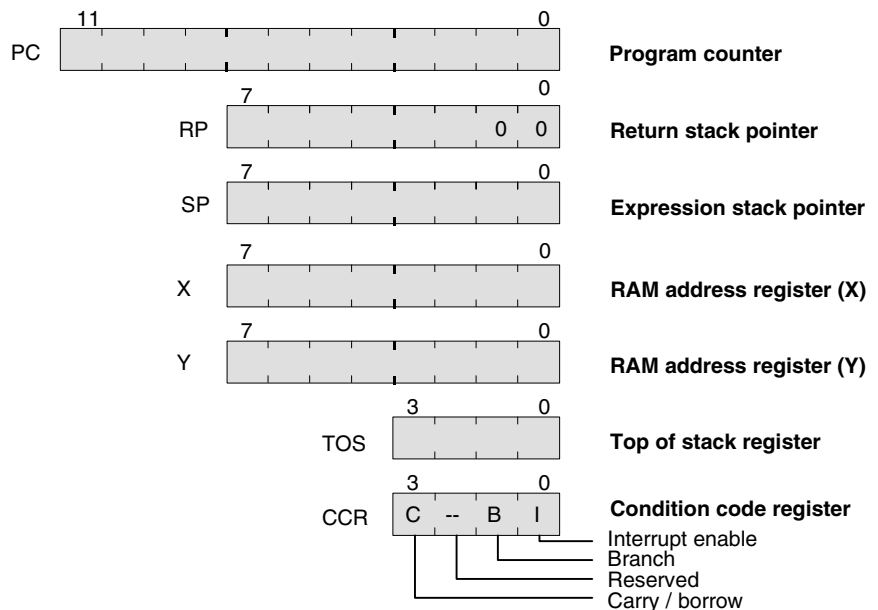 11 0
PC Program counter
7 0
RP 0 0 Return stack pointer
7 0
SP Expression stack pointer
7 0
X RAM address register (X)
7 0
Y RAM address register (Y)
3 0
TOS Top of stack register
3 0
CCR C -- B I Condition code register
Interrupt enable
Branch
Reserved
Carry / borrow